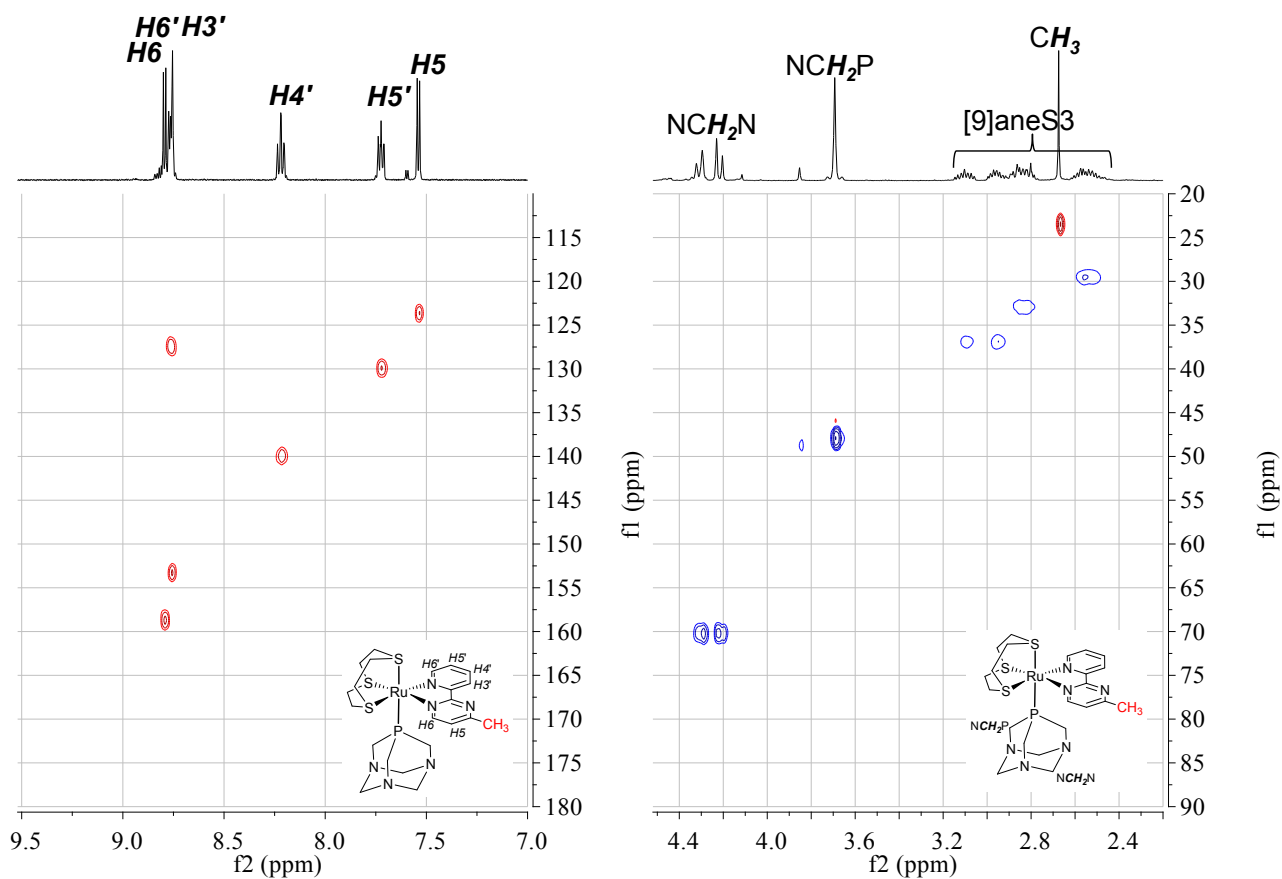 H6' H3'
H6
H4'
H5'
H5
NCH2N
NCH2P
[9]aneS3
CH3
115
120
125
130
135
140
145
150
155
160
165
170
175
180
f1 (ppm)
9.5
9.0
8.5
8.0
7.5
7.0
f2 (ppm)
S
S
S
Ru
N
N
N
P
N
N
N
H6'
H5'
H4'
H3'
H6
H5
CH3
20
25
30
35
40
45
50
55
60
65
70
75
80
85
90
f1 (ppm)
4.4
4.0
3.6
3.2
2.8
2.4
f2 (ppm)
S
S
S
Ru
N
N
N
CH3
P
NCH2P
N
N
N
NCH2N